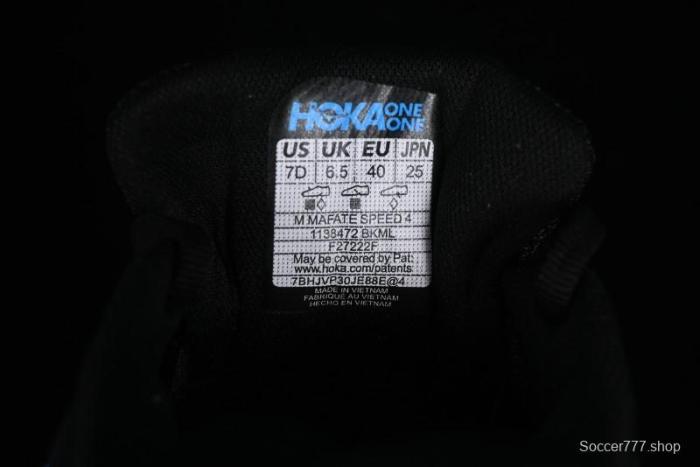 HOKA ONE
ONE
US UK EU JPN
7D 6.5 40 25
M MAFATE SPEED 4
1138472 BKML
F27222F
May be covered by Pat:
www.hoka.com/patents
7BHJVP30JE88E@4
MADE IN VIETNAM
FABRIQUÉ AU VIETNAM
HECHO EN VIETNAM
Soccer777.shop